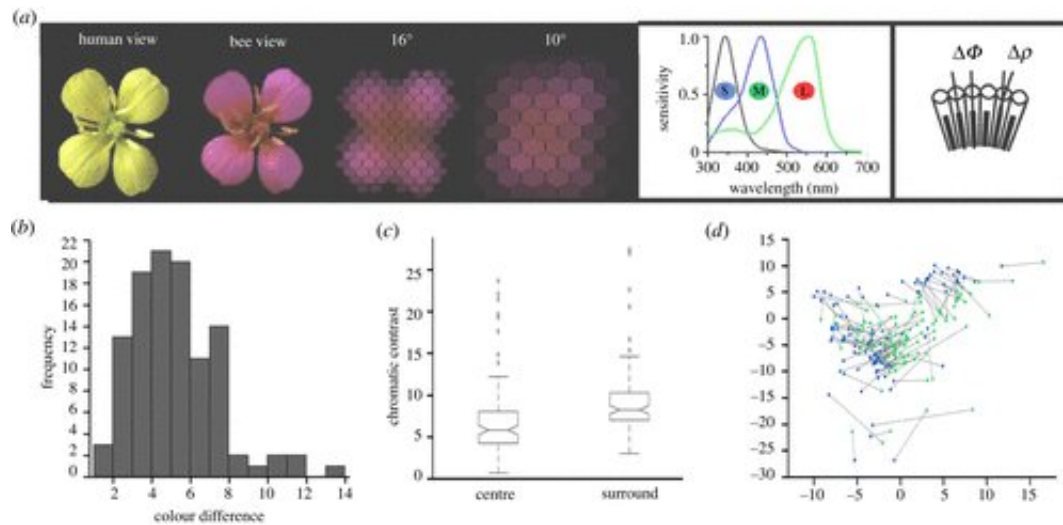 (a)
human view
bee view
16°
10°
1.0
0.5
0
sensitivity
S
M
L
300 400 500 600 700
wavelength (nm)
ΔΦ
Δρ
(b)
22
20
18
16
14
12
10
8
6
4
2
0
frequency
2 4 6 8 10 12 14
colour difference
(c)
25
20
15
10
5
0
chromatic contrast
centre
surround
(d)
15
10
5
0
−5
−10
−15
−20
−25
−30
−10 −5 0 5 10 15